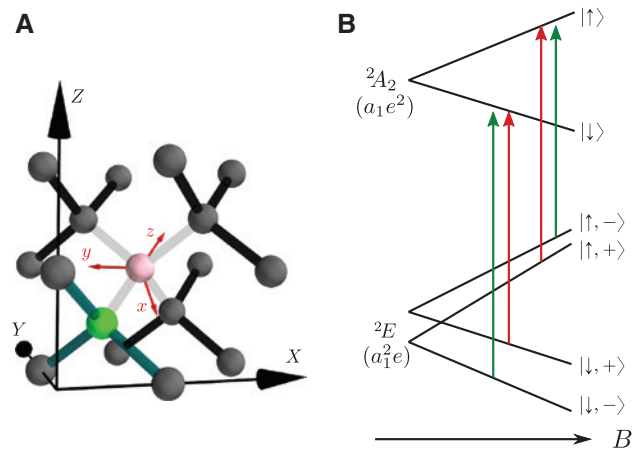 A
B
Z
z
y
x
Y
X
|↑⟩
²A₂
(a₁e²)
|↓⟩
|↑, −⟩
|↑, +⟩
²E
(a₁²e)
|↓, +⟩
|↓, −⟩
B